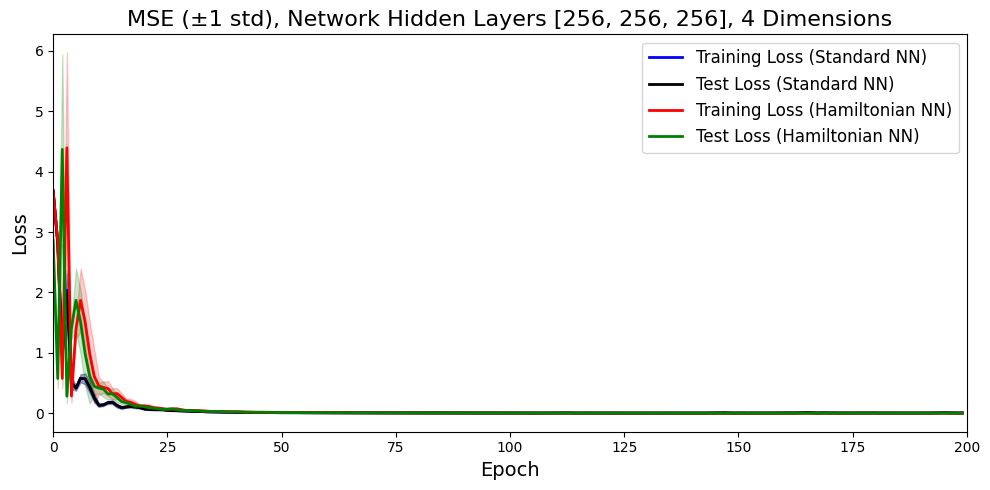 MSE (±1 std), Network Hidden Layers [256, 256, 256], 4 Dimensions
Training Loss (Standard NN)
Test Loss (Standard NN)
Training Loss (Hamiltonian NN)
Test Loss (Hamiltonian NN)
Loss
6
5
4
3
2
1
0
0 25 50 75 100 125 150 175 200
Epoch